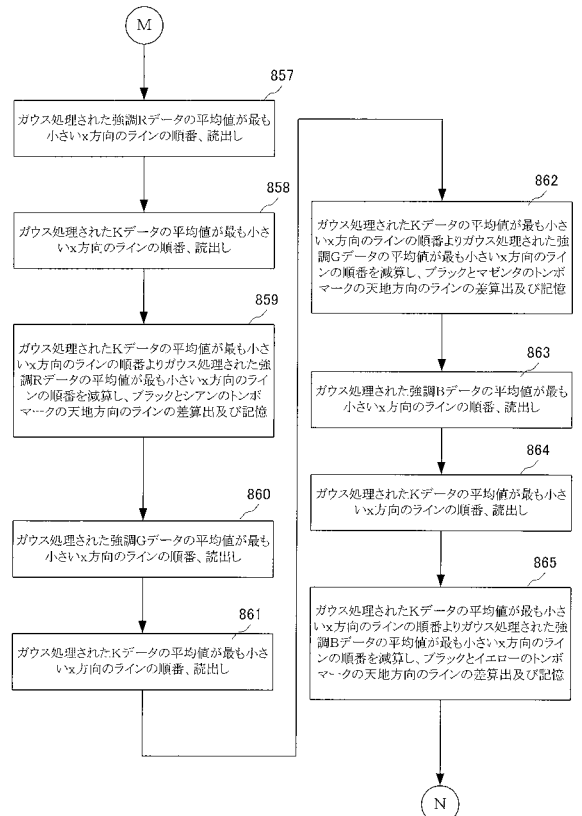 M
857
ガウス処理された強調Rデータの平均値が最も
小さいx方向のラインの順番、読出し
858
ガウス処理されたKデータの平均値が最も小さ
いx方向のラインの順番、読出し
859
ガウス処理されたKデータの平均値が最も小さ
いx方向のラインの順番よりガウス処理された強
調Rデータの平均値が最も小さいx方向のライ
ンの順番を減算し、ブラックとシアンのトンボ
マークの天地方向のラインの差算出及び記憶
860
ガウス処理された強調Gデータの平均値が最も
小さいx方向のラインの順番、読出し
861
ガウス処理されたKデータの平均値が最も小さ
いx方向のラインの順番、読出し
862
ガウス処理されたKデータの平均値が最も小さ
いx方向のラインの順番よりガウス処理された強
調Gデータの平均値が最も小さいx方向のライ
ンの順番を減算し、ブラックとマゼンタのトンボ
マークの天地方向のラインの差算出及び記憶
863
ガウス処理された強調Bデータの平均値が最も
小さいx方向のラインの順番、読出し
864
ガウス処理されたKデータの平均値が最も小さ
いx方向のラインの順番、読出し
865
ガウス処理されたKデータの平均値が最も小さ
いx方向のラインの順番よりガウス処理された強
調Bデータの平均値が最も小さいx方向のライ
ンの順番を減算し、ブラックとイエローのトンボ
マークの天地方向のラインの差算出及び記憶
N